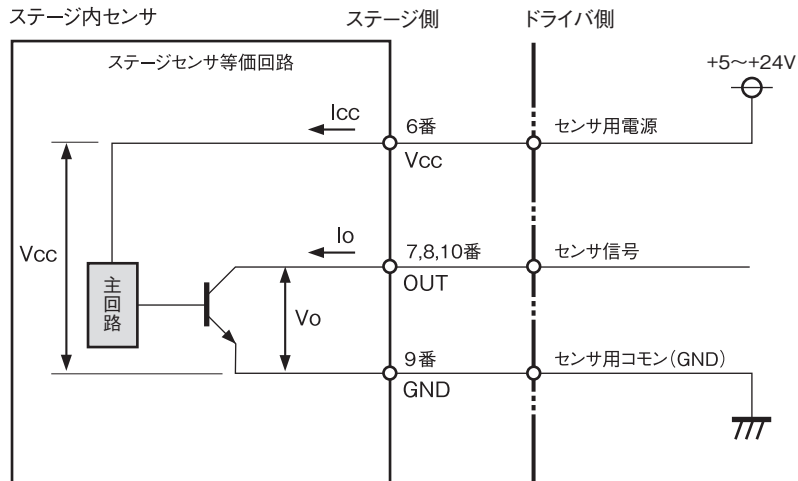 ステージ内センサ
ステージ側
ドライバ側
ステージセンサ等価回路
+5〜+24V
Icc
6番
センサ用電源
Vcc
Vcc
Io
7,8,10番
センサ信号
OUT
主回路
Vo
9番
センサ用コモン(GND)
GND